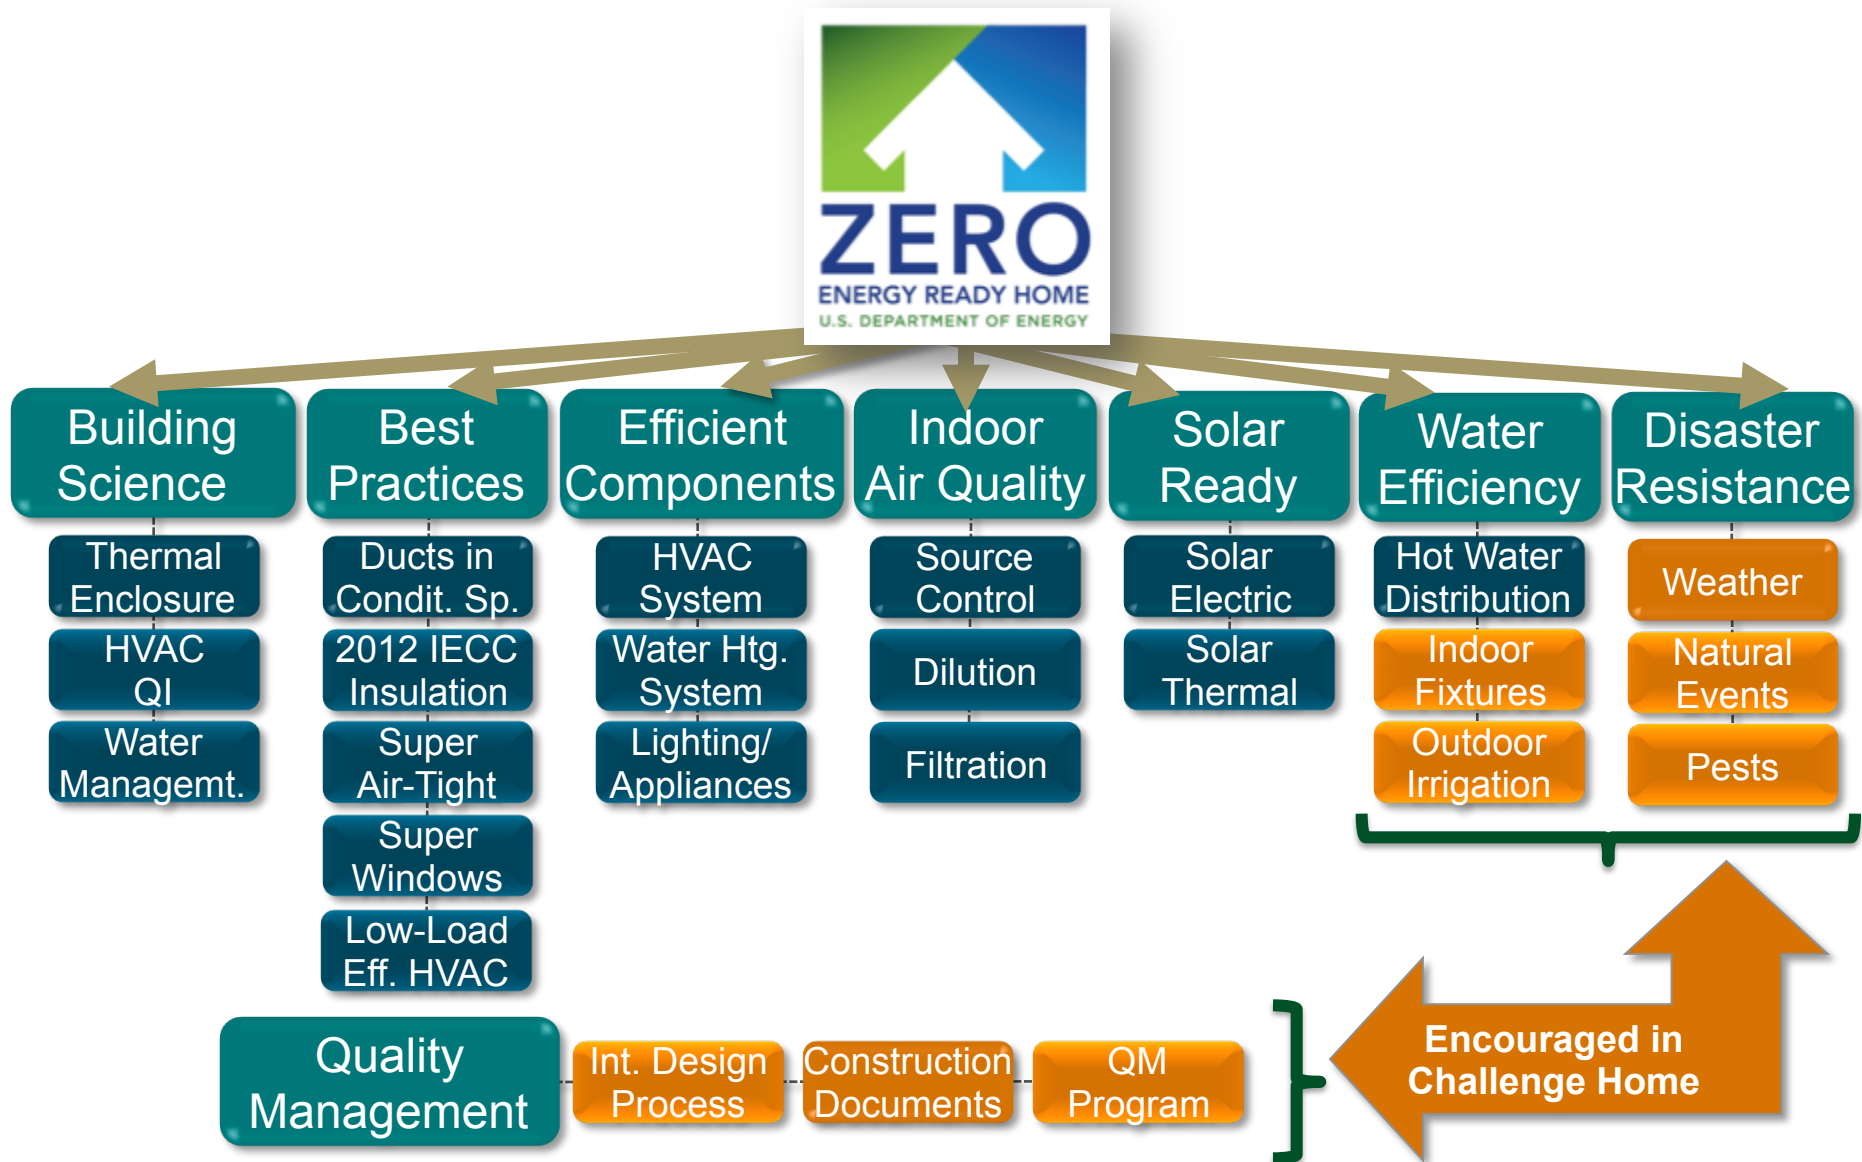 ZERO
ENERGY READY HOME
U.S. DEPARTMENT OF ENERGY
Building
Science
Thermal
Enclosure
HVAC
QI
Water
Managemt.
Best
Practices
Ducts in
Condit. Sp.
2012 IECC
Insulation
Super
Air-Tight
Super
Windows
Low-Load
Eff. HVAC
Efficient
Components
HVAC
System
Water Htg.
System
Lighting/
Appliances
Indoor
Air Quality
Source
Control
Dilution
Filtration
Solar
Ready
Solar
Electric
Solar
Thermal
Water
Efficiency
Hot Water
Distribution
Indoor
Fixtures
Outdoor
Irrigation
Disaster
Resistance
Weather
Natural
Events
Pests
Quality
Management
Int. Design
Process
Construction
Documents
QM
Program
Encouraged in
Challenge Home